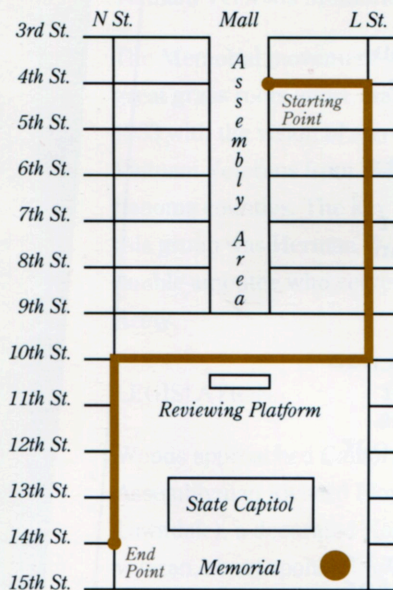 N St.
Mall
L St.
3rd St.
4th St.
5th St.
6th St.
7th St.
8th St.
9th St.
10th St.
11th St.
12th St.
13th St.
14th St.
15th St.
Assembly Area
Starting
Point
Reviewing Platform
State Capitol
End
Point
Memorial